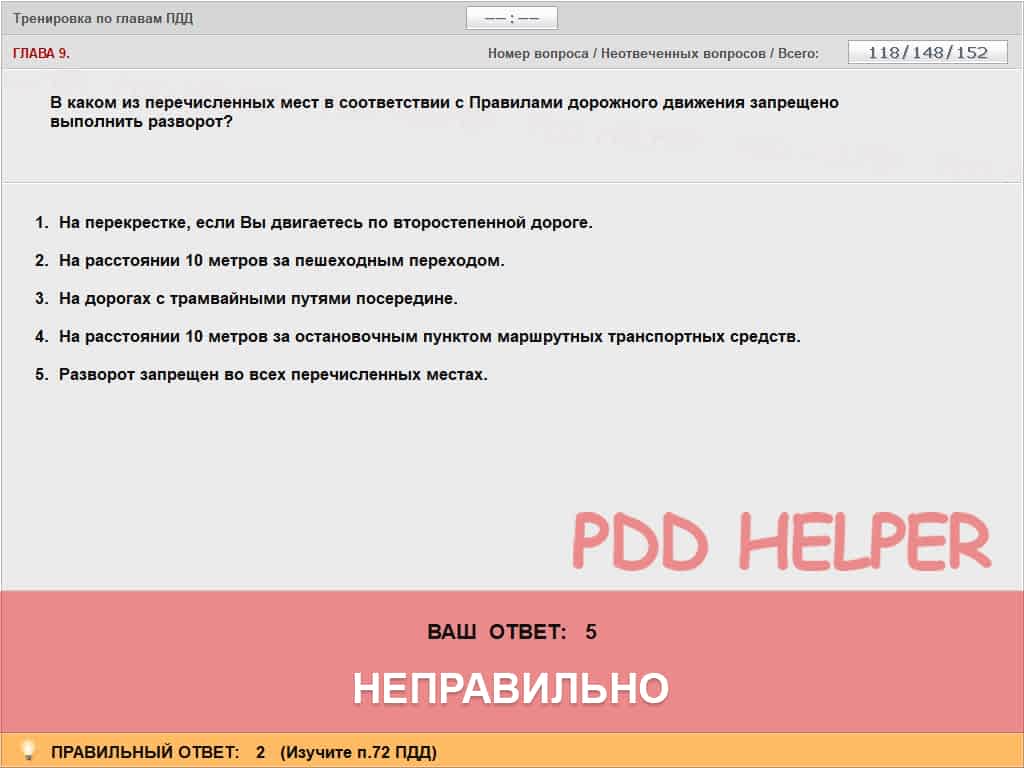 Тренировка по главам ПДД
—— : ——
ГЛАВА 9.
Номер вопроса / Неотвеченных вопросов / Всего:
118/148/152
В каком из перечисленных мест в соответствии с Правилами дорожного движения запрещено
выполнить разворот?
1. На перекрестке, если Вы двигаетесь по второстепенной дороге.
2. На расстоянии 10 метров за пешеходным переходом.
3. На дорогах с трамвайными путями посередине.
4. На расстоянии 10 метров за остановочным пунктом маршрутных транспортных средств.
5. Разворот запрещен во всех перечисленных местах.
PDD HELPER
ВАШ ОТВЕТ: 5
НЕПРАВИЛЬНО
ПРАВИЛЬНЫЙ ОТВЕТ: 2 (Изучите п.72 ПДД)